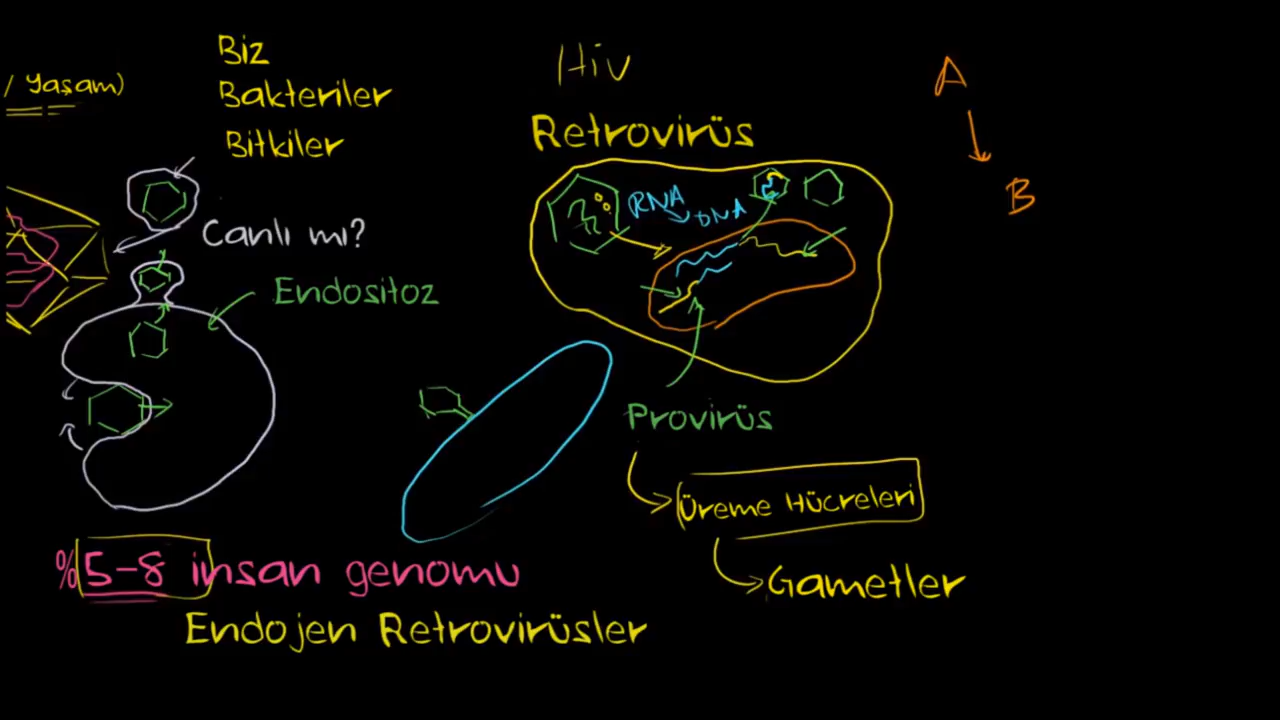 / Yaşam)
Biz
Bakteriler
Bitkiler
Canlı mı?
Endositoz
Hiv
Retrovirüs
RNA
DNA
A
B
Provirüs
Üreme Hücreleri
Gametler
%5-8 insan genomu
Endojen Retrovirüsler